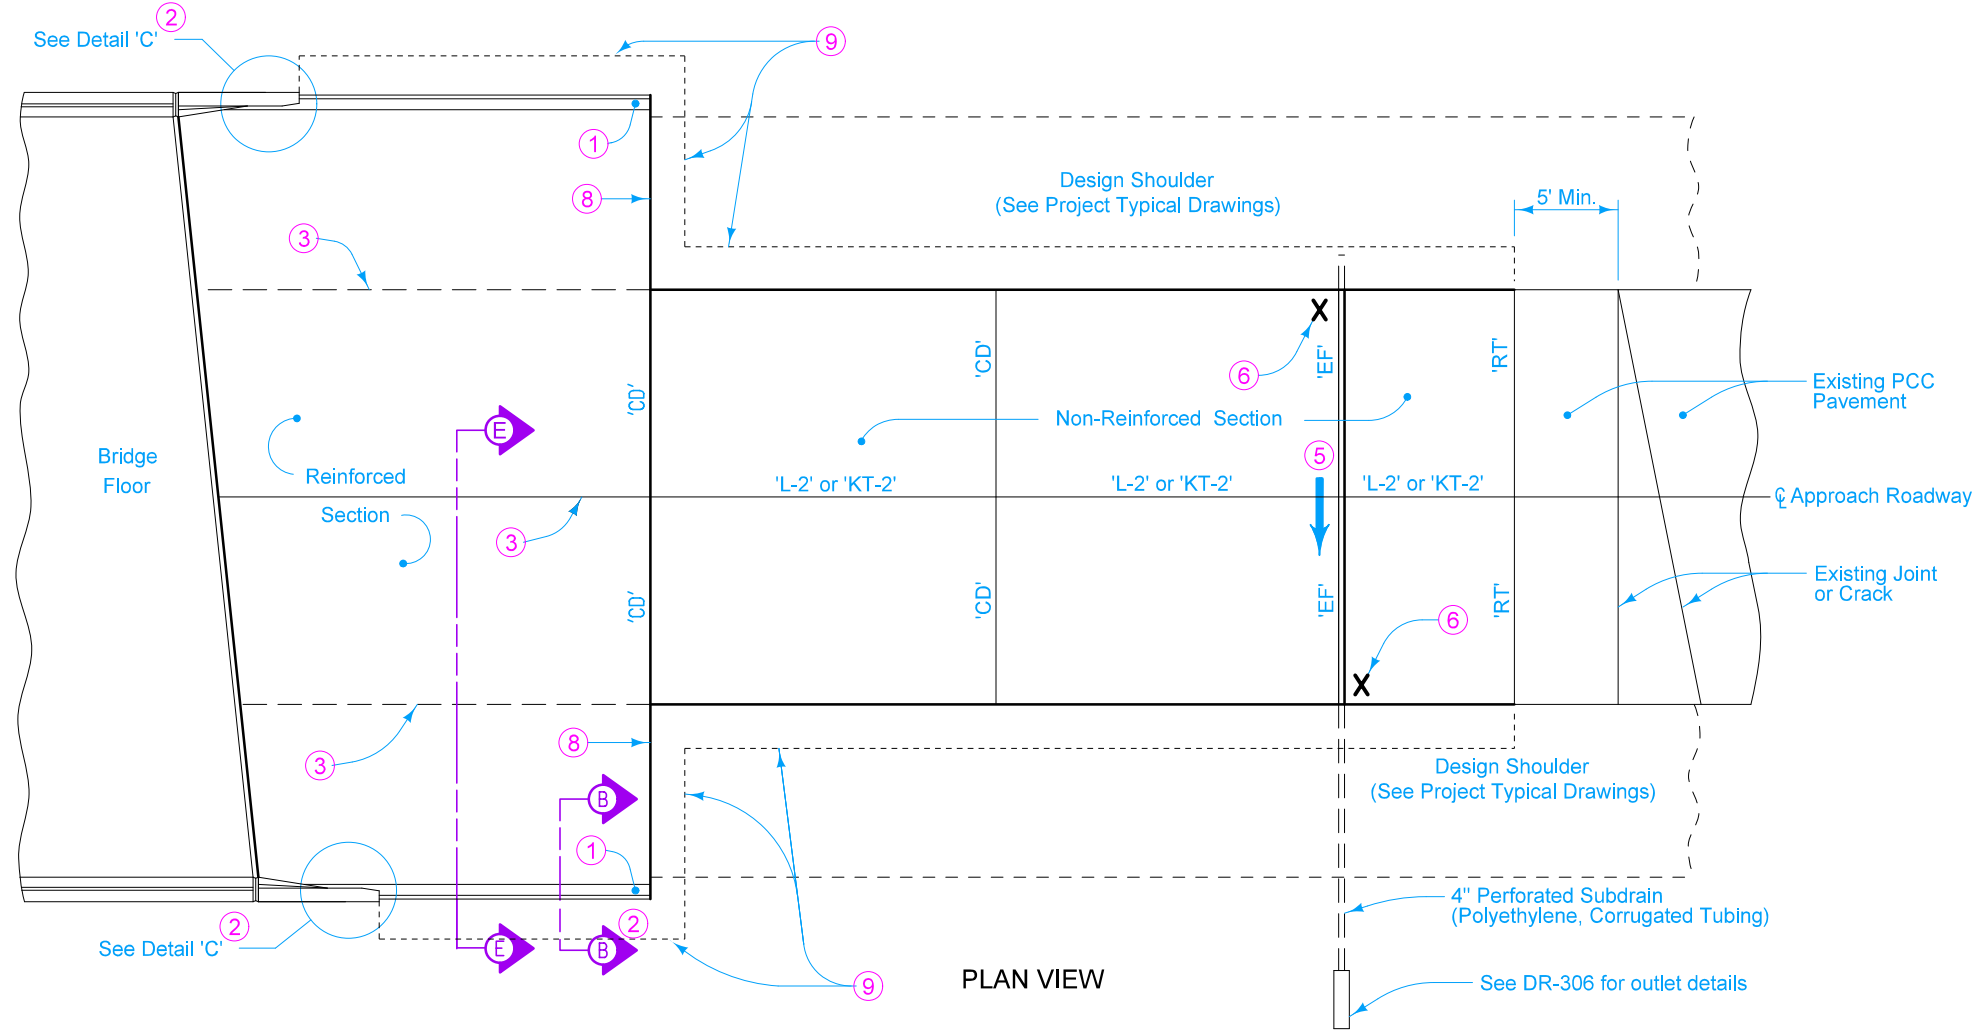 2
See Detail 'C'
9
1
Design Shoulder
(See Project Typical Drawings)
5' Min.
8
3
'CD'
'CD'
'EF'
'RT'
6
Existing PCC
Pavement
E
Non-Reinforced Section
Bridge
Floor
Reinforced
Section
5
'L-2' or 'KT-2'
'L-2' or 'KT-2'
'L-2' or 'KT-2'
℄ Approach Roadway
3
'CD'
'CD'
'EF'
'RT'
Existing Joint
or Crack
6
8
3
B
Design Shoulder
(See Project Typical Drawings)
1
4" Perforated Subdrain
(Polyethylene, Corrugated Tubing)
2
See Detail 'C'
E
2
B
9
PLAN VIEW
See DR-306 for outlet details